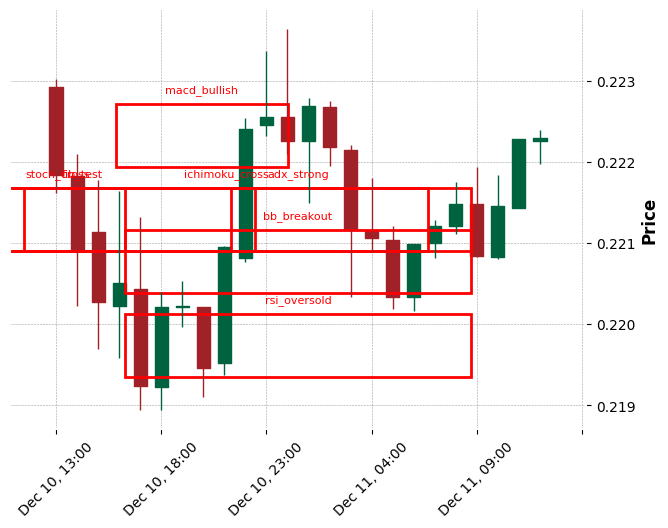 macd_bullish
ichimoku_cross
adx_strong
bb_breakout
rsi_oversold
0.223
0.222
0.221
0.220
0.219
Price
Dec 10, 13:00
Dec 10, 18:00
Dec 10, 23:00
Dec 11, 04:00
Dec 11, 09:00